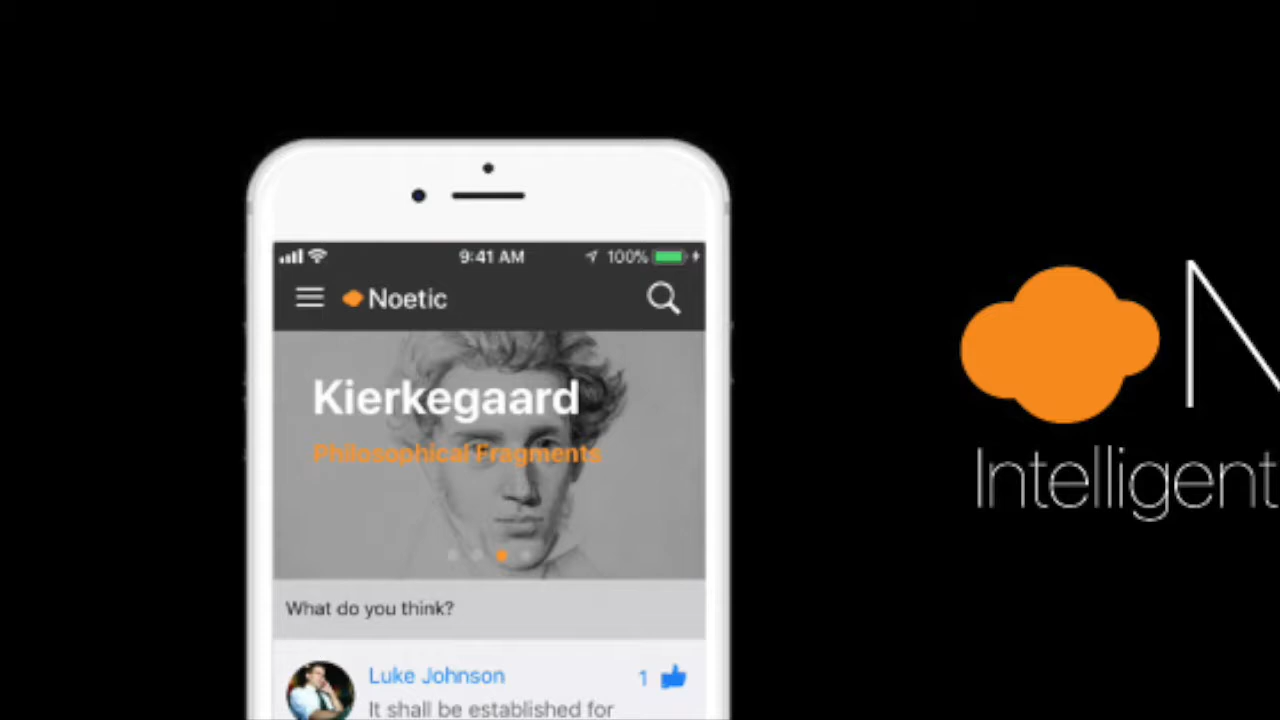 9:41 AM 100%
Noetic
Kierkegaard
Philosophical Fragments
What do you think?
Luke Johnson 1
It shall be established for
N
Intelligent